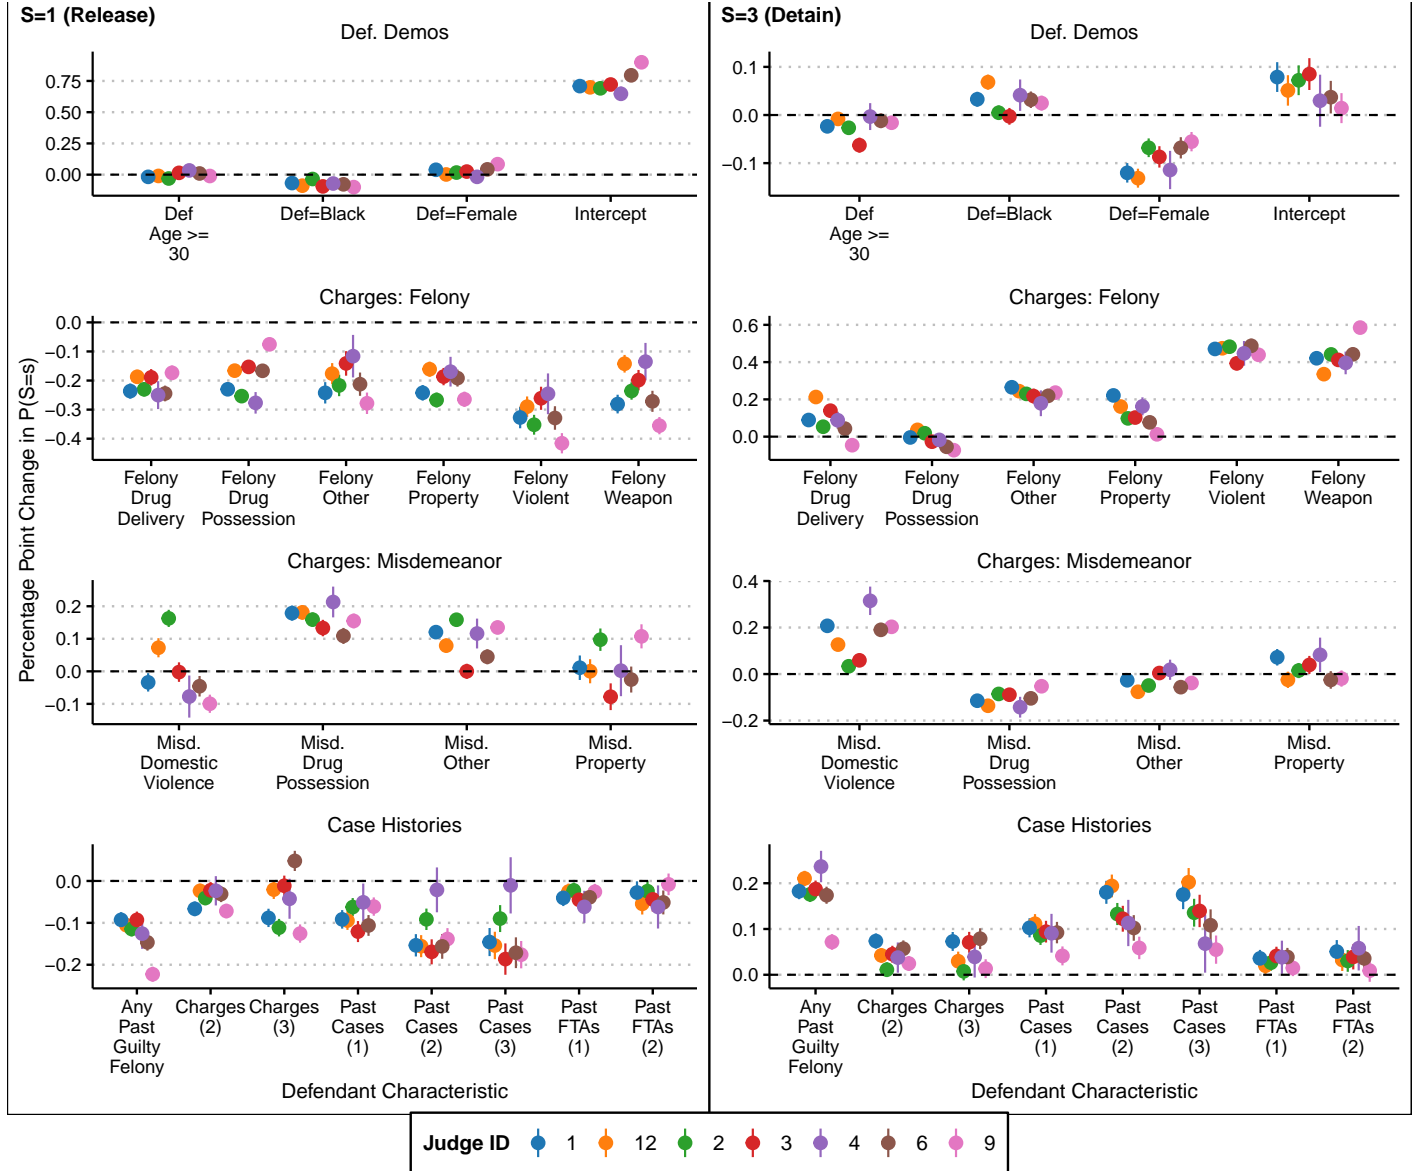 S=1 (Release)
Def. Demos
0.75
0.50
0.25
0.00
Def
Age >=
30
Def=Black
Def=Female
Intercept
Charges: Felony
0.0
−0.1
−0.2
−0.3
−0.4
Felony
Drug
Delivery
Felony
Drug
Possession
Felony
Other
Felony
Property
Felony
Violent
Felony
Weapon
Percentage Point Change in P(S=s)
Charges: Misdemeanor
0.2
0.1
0.0
−0.1
Misd.
Domestic
Violence
Misd.
Drug
Possession
Misd.
Other
Misd.
Property
Case Histories
0.0
−0.1
−0.2
Any
Past
Guilty
Felony
Charges
(2)
Charges
(3)
Past
Cases
(1)
Past
Cases
(2)
Past
Cases
(3)
Past
FTAs
(1)
Past
FTAs
(2)
Defendant Characteristic
S=3 (Detain)
Def. Demos
0.1
0.0
−0.1
Def
Age >=
30
Def=Black
Def=Female
Intercept
Charges: Felony
0.6
0.4
0.2
0.0
Felony
Drug
Delivery
Felony
Drug
Possession
Felony
Other
Felony
Property
Felony
Violent
Felony
Weapon
Charges: Misdemeanor
0.4
0.2
0.0
−0.2
Misd.
Domestic
Violence
Misd.
Drug
Possession
Misd.
Other
Misd.
Property
Case Histories
0.2
0.1
0.0
Any
Past
Guilty
Felony
Charges
(2)
Charges
(3)
Past
Cases
(1)
Past
Cases
(2)
Past
Cases
(3)
Past
FTAs
(1)
Past
FTAs
(2)
Defendant Characteristic
Judge ID 1 12 2 3 4 6 9